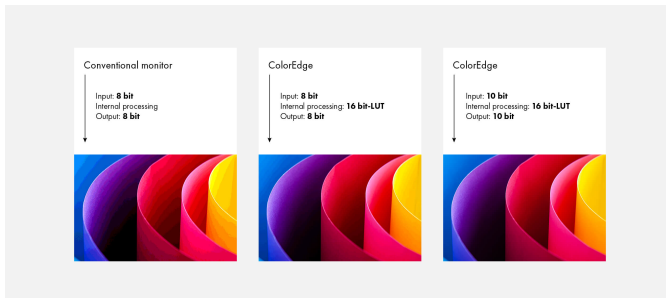 Conventional monitor
Input: 8 bit
Internal processing
Output: 8 bit
ColorEdge
Input: 8 bit
Internal processing: 16 bit-LUT
Output: 8 bit
ColorEdge
Input: 10 bit
Internal processing: 16 bit-LUT
Output: 10 bit